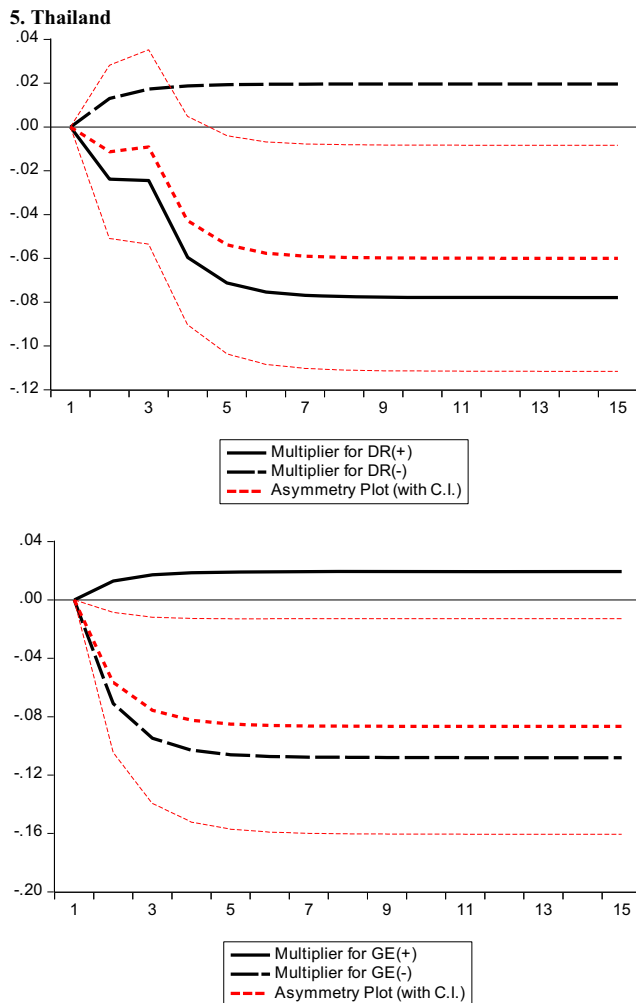 5. Thailand
.04
.02
.00
-.02
-.04
-.06
-.08
-.10
-.12
1 3 5 7 9 11 13 15
Multiplier for DR(+)
Multiplier for DR(-)
Asymmetry Plot (with C.I.)
.04
.00
-.04
-.08
-.12
-.16
-.20
1 3 5 7 9 11 13 15
Multiplier for GE(+)
Multiplier for GE(-)
Asymmetry Plot (with C.I.)